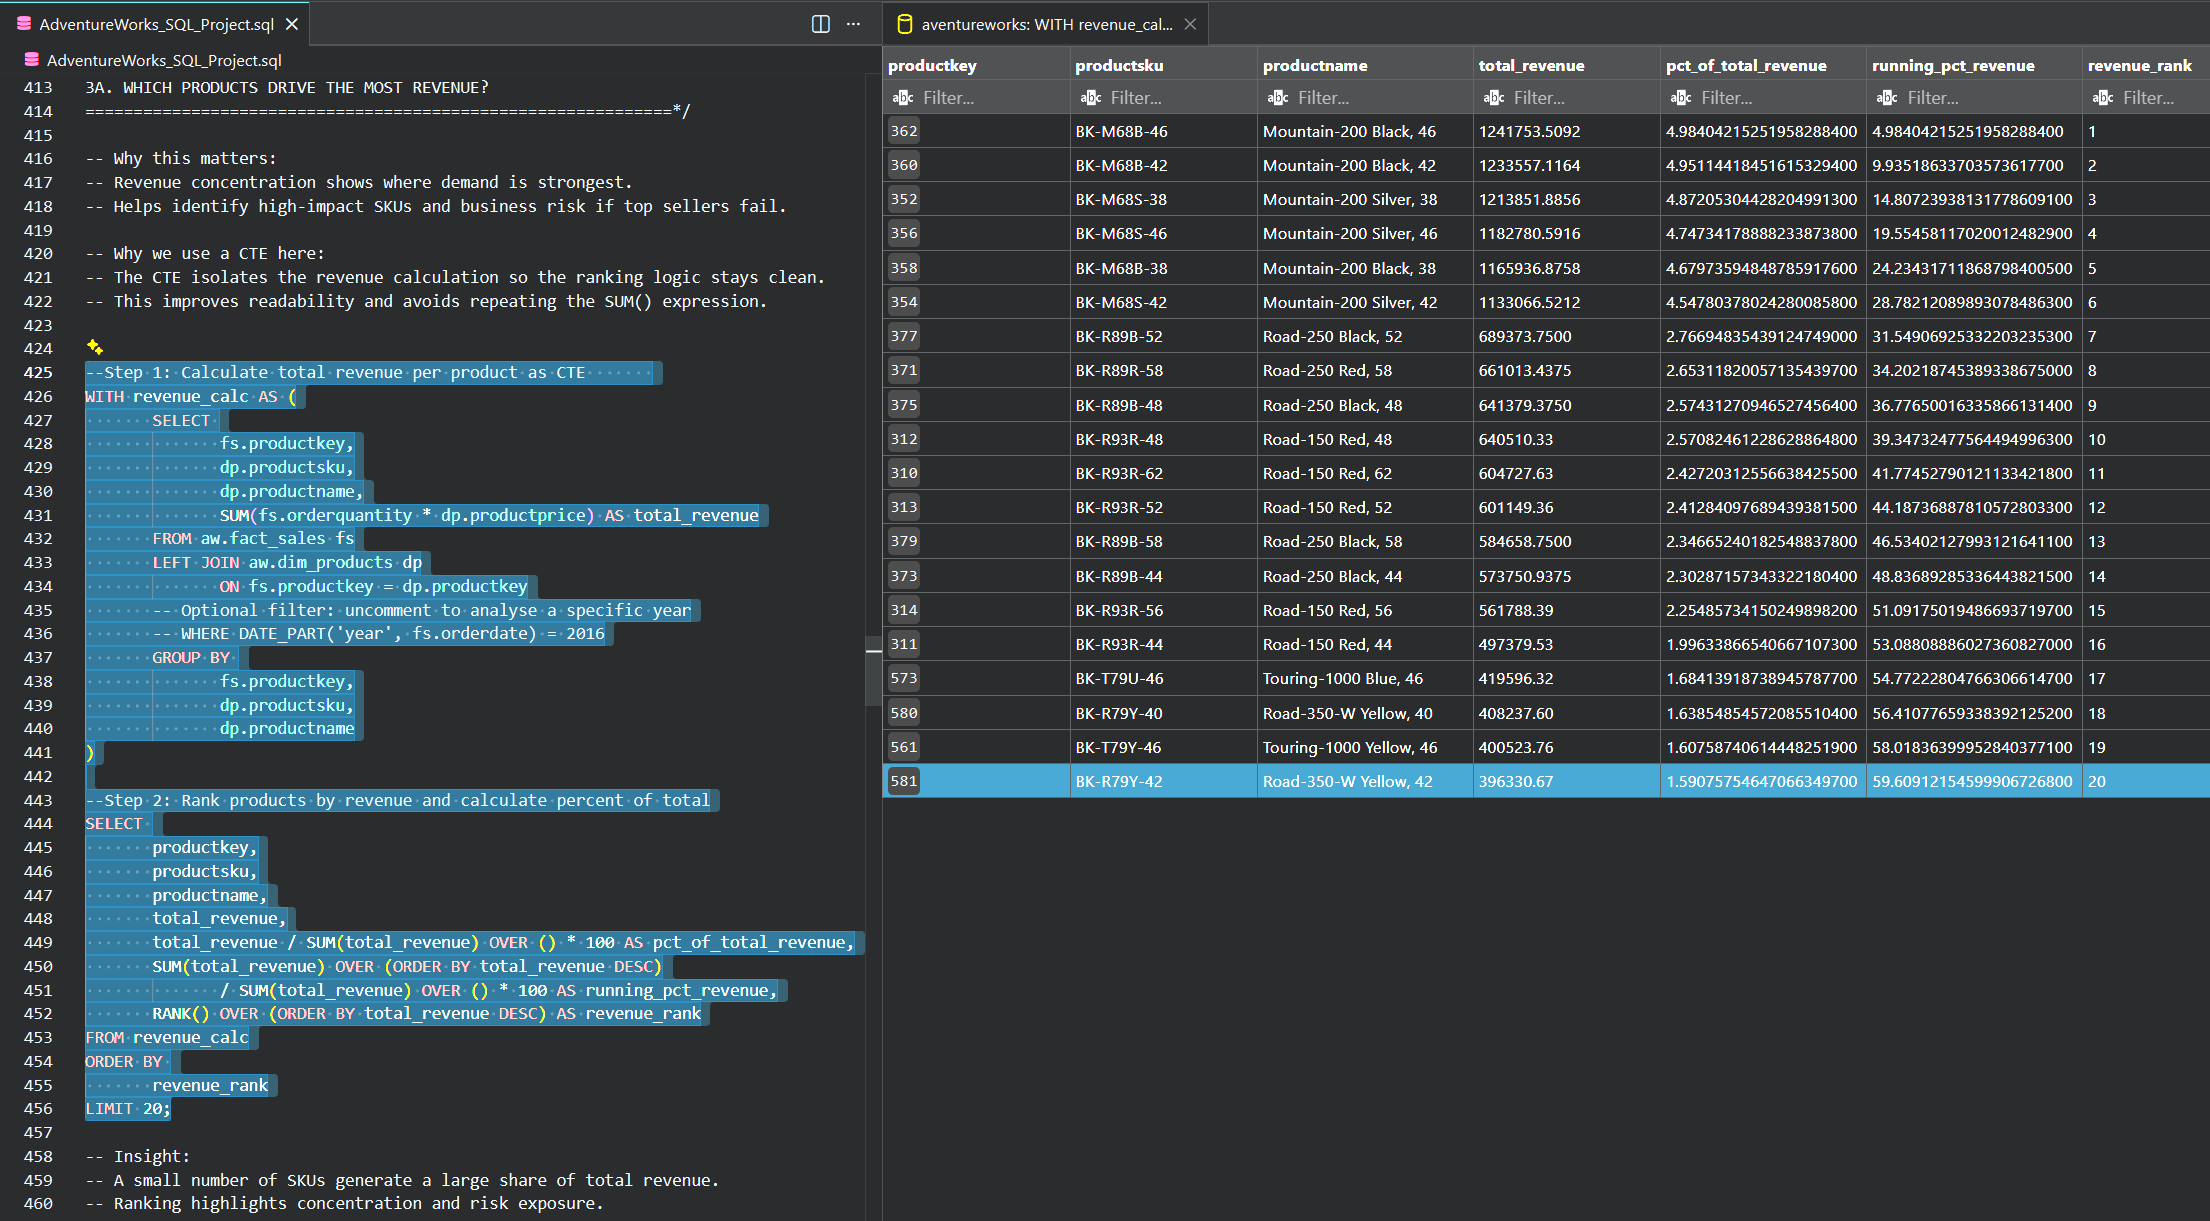 AdventureWorks_SQL_Project.sql
AdventureWorks_SQL_Project.sql
413 3A. WHICH PRODUCTS DRIVE THE MOST REVENUE?
414 =============================================================*/
415
416 -- Why this matters:
417 -- Revenue concentration shows where demand is strongest.
418 -- Helps identify high-impact SKUs and business risk if top sellers fail.
419
420 -- Why we use a CTE here:
421 -- The CTE isolates the revenue calculation so the ranking logic stays clean.
422 -- This improves readability and avoids repeating the SUM() expression.
423
424
425 --Step 1: Calculate total revenue per product as CTE
426 WITH revenue_calc AS (
427 SELECT
428 fs.productkey,
429 dp.productsku,
430 dp.productname,
431 SUM(fs.orderquantity * dp.productprice) AS total_revenue
432 FROM aw.fact_sales fs
433 LEFT JOIN aw.dim_products dp
434 ON fs.productkey = dp.productkey
435 -- Optional filter: uncomment to analyse a specific year
436 -- WHERE DATE_PART('year', fs.orderdate) = 2016
437 GROUP BY
438 fs.productkey,
439 dp.productsku,
440 dp.productname
441 )
442
443 --Step 2: Rank products by revenue and calculate percent of total
444 SELECT
445 productkey,
446 productsku,
447 productname,
448 total_revenue,
449 total_revenue / SUM(total_revenue) OVER () * 100 AS pct_of_total_revenue,
450 SUM(total_revenue) OVER (ORDER BY total_revenue DESC)
451 / SUM(total_revenue) OVER () * 100 AS running_pct_revenue,
452 RANK() OVER (ORDER BY total_revenue DESC) AS revenue_rank
453 FROM revenue_calc
454 ORDER BY
455 revenue_rank
456 LIMIT 20;
457
458 -- Insight:
459 -- A small number of SKUs generate a large share of total revenue.
460 -- Ranking highlights concentration and risk exposure.
aventureworks: WITH revenue_cal...
productkey productsku productname total_revenue pct_of_total_revenue running_pct_revenue revenue_rank
abc Filter... abc Filter... abc Filter... abc Filter... abc Filter... abc Filter... abc Filter...
362 BK-M68B-46 Mountain-200 Black, 46 1241753.5092 4.98404215251958288400 4.98404215251958288400 1
360 BK-M68B-42 Mountain-200 Black, 42 1233557.1164 4.95114418451615329400 9.93518633703573617700 2
352 BK-M68S-38 Mountain-200 Silver, 38 1213851.8856 4.87205304428204991300 14.80723938131778609100 3
356 BK-M68S-46 Mountain-200 Silver, 46 1182780.5916 4.74734178888233873800 19.55458117020012482900 4
358 BK-M68B-38 Mountain-200 Black, 38 1165936.8758 4.67973594848785917600 24.23431711868798400500 5
354 BK-M68S-42 Mountain-200 Silver, 42 1133066.5212 4.54780378024280085800 28.78212089893078486300 6
377 BK-R89B-52 Road-250 Black, 52 689373.7500 2.76694835439124749000 31.54906925332203235300 7
371 BK-R89R-58 Road-250 Red, 58 661013.4375 2.65311820057135439700 34.20218745389338675000 8
375 BK-R89B-48 Road-250 Black, 48 641379.3750 2.57431270946527456400 36.77650016335866131400 9
312 BK-R93R-48 Road-150 Red, 48 640510.33 2.57082461228628864800 39.34732477564494996300 10
310 BK-R93R-62 Road-150 Red, 62 604727.63 2.42720312556638425500 41.77452790121133421800 11
313 BK-R93R-52 Road-150 Red, 52 601149.36 2.41284097689439381500 44.18736887810572803300 12
379 BK-R89B-58 Road-250 Black, 58 584658.7500 2.34665240182548837800 46.53402127993121641100 13
373 BK-R89B-44 Road-250 Black, 44 573750.9375 2.30287157343322180400 48.83689285336443821500 14
314 BK-R93R-56 Road-150 Red, 56 561788.39 2.25485734150249898200 51.09175019486693719700 15
311 BK-R93R-44 Road-150 Red, 44 497379.53 1.99633866540667107300 53.08808886027360827000 16
573 BK-T79U-46 Touring-1000 Blue, 46 419596.32 1.68413918738945787700 54.77222804766306614700 17
580 BK-R79Y-40 Road-350-W Yellow, 40 408237.60 1.63854854572085510400 56.41077659338392125200 18
561 BK-T79Y-46 Touring-1000 Yellow, 46 400523.76 1.60758740614448251900 58.01836399952840377100 19
581 BK-R79Y-42 Road-350-W Yellow, 42 396330.67 1.59075754647066349700 59.60912154599906726800 20